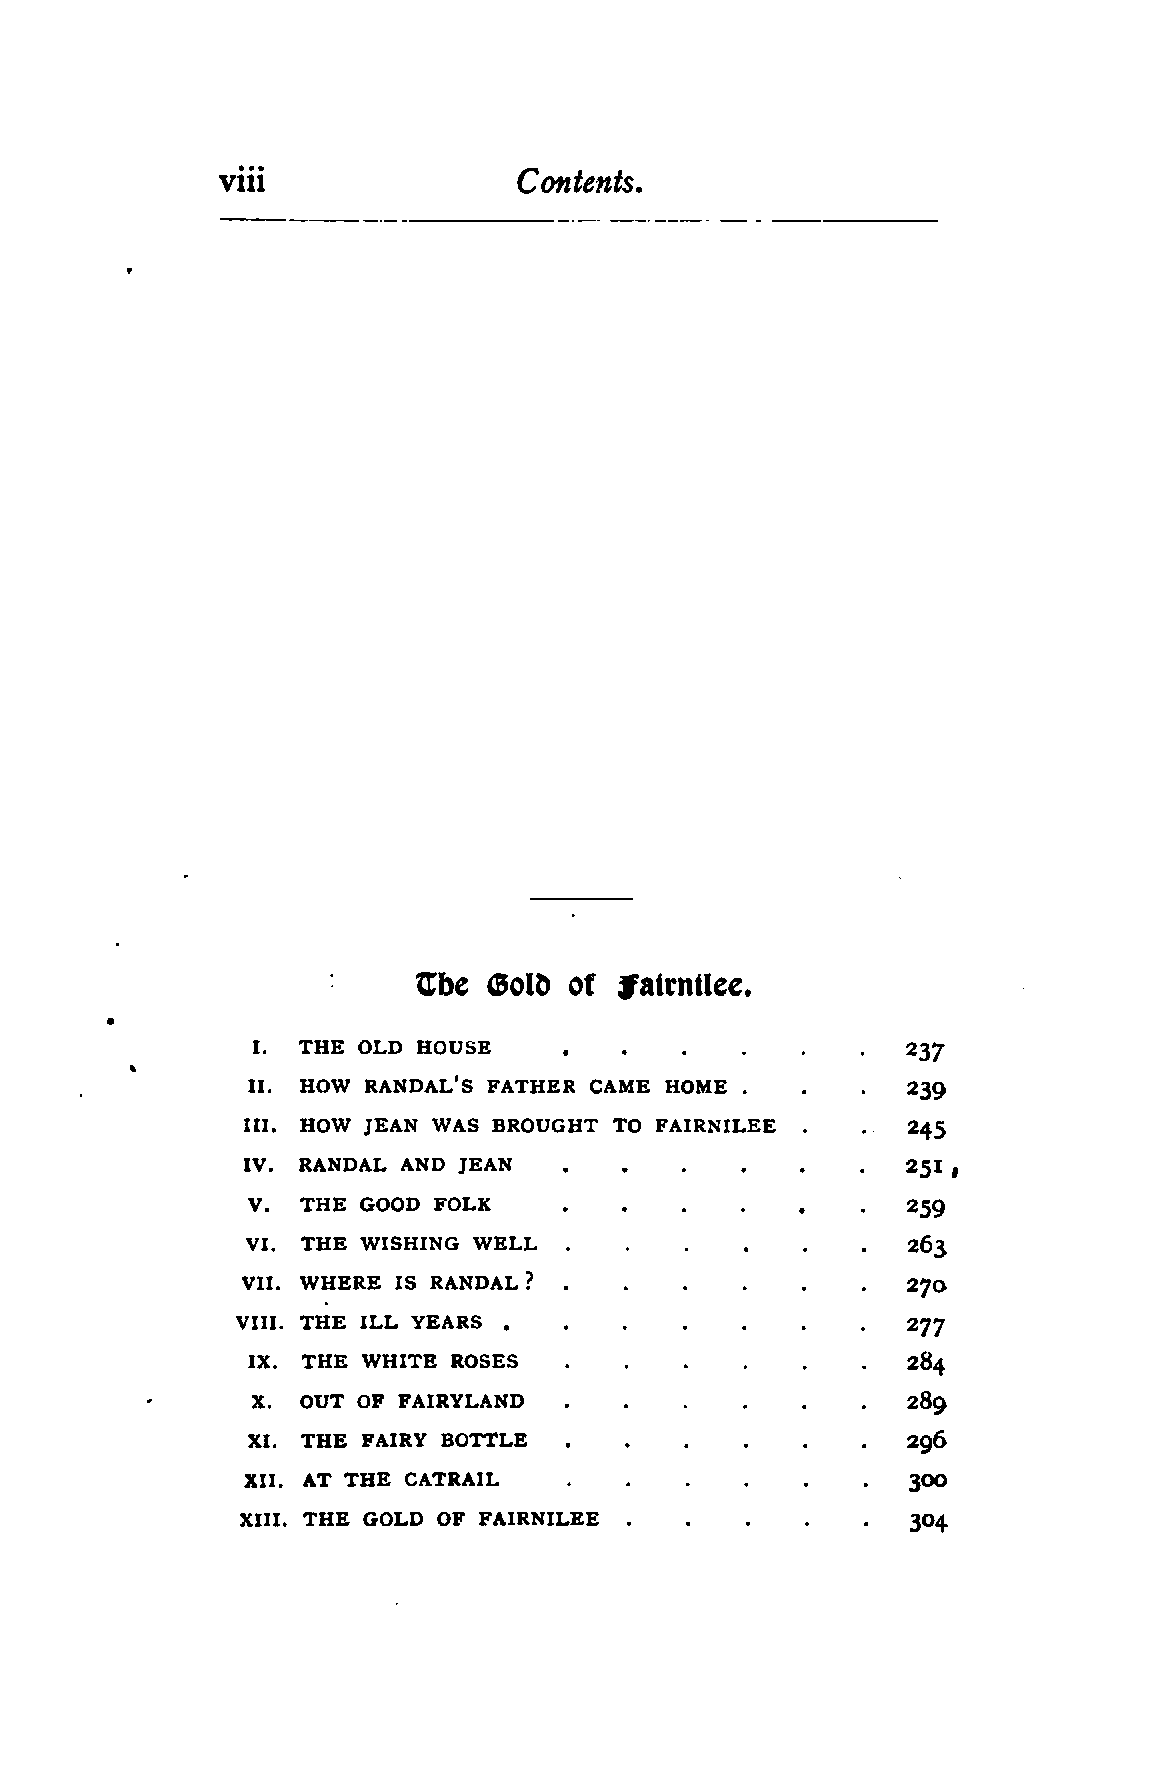 viii Contents.
The Gold of Fairnilee.
I. THE OLD HOUSE . . . . . . 237
II. HOW RANDAL'S FATHER CAME HOME . . . 239
III. HOW JEAN WAS BROUGHT TO FAIRNILEE . . 245
IV. RANDAL AND JEAN . . . . . . 251
V. THE GOOD FOLK . . . . . . 259
VI. THE WISHING WELL . . . . . . 263
VII. WHERE IS RANDAL? . . . . . . 270
VIII. THE ILL YEARS . . . . . . . 277
IX. THE WHITE ROSES . . . . . . 284
X. OUT OF FAIRYLAND . . . . . . 289
XI. THE FAIRY BOTTLE . . . . . . 296
XII. AT THE CATRAIL . . . . . . 300
XIII. THE GOLD OF FAIRNILEE . . . . . 304